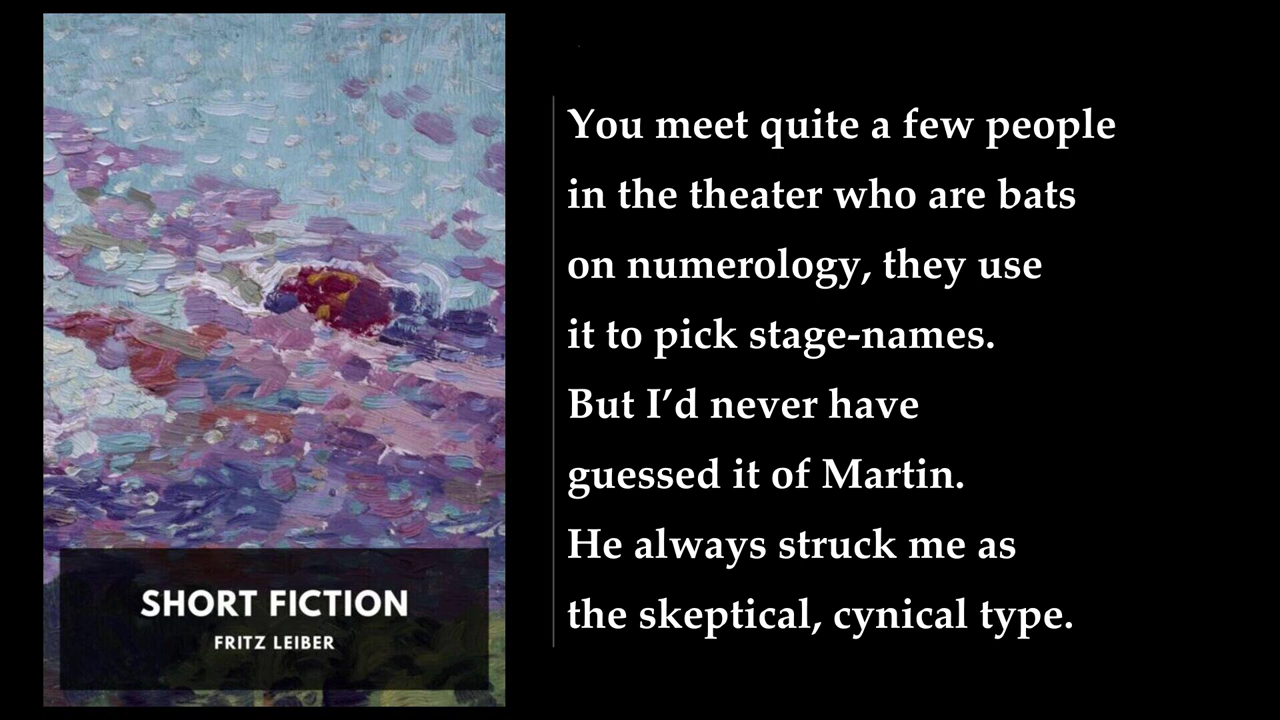 SHORT FICTION
FRITZ LEIBER
You meet quite a few people
in the theater who are bats
on numerology, they use
it to pick stage-names.
But I’d never have
guessed it of Martin.
He always struck me as
the skeptical, cynical type.